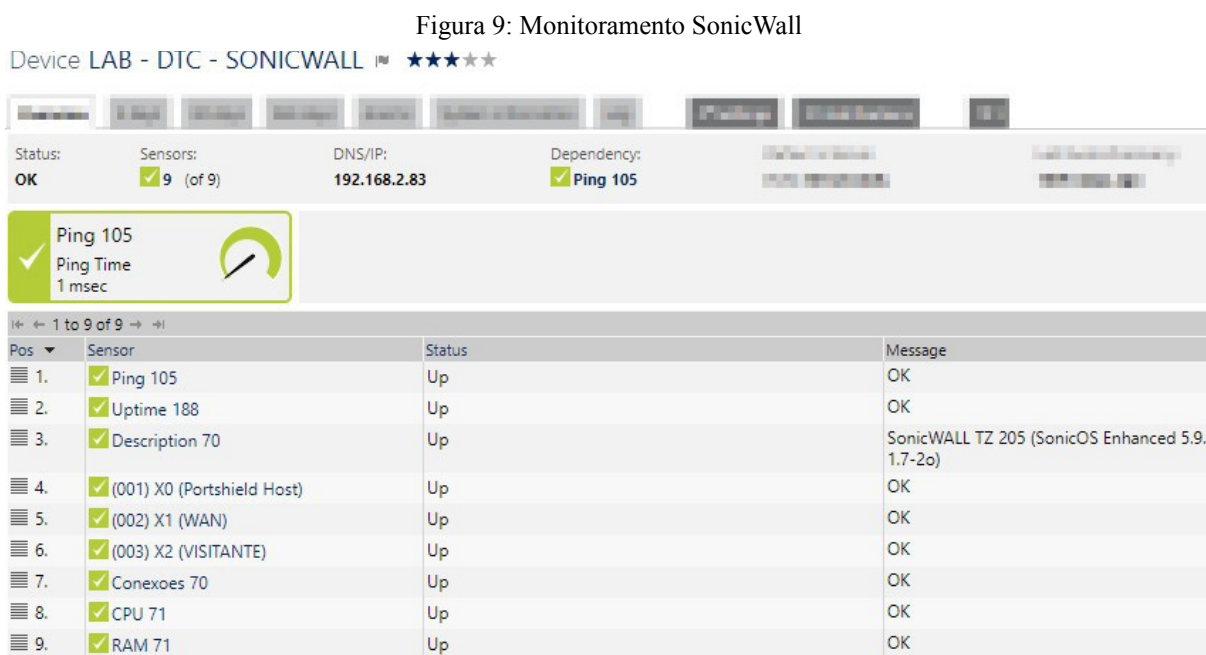 Figura 9: Monitoramento SonicWall
Device LAB - DTC - SONICWALL
Status:
Sensors:
DNS/IP:
Dependency:
OK
9 (of 9)
192.168.2.83
Ping 105
Ping 105
Ping Time
1 msec
1 to 9 of 9
Pos Sensor Status Message
1. Ping 105 Up OK
2. Uptime 188 Up OK
3. Description 70 Up SonicWALL TZ 205 (SonicOS Enhanced 5.9.
1.7-2o)
4. (001) X0 (Portshield Host) Up OK
5. (002) X1 (WAN) Up OK
6. (003) X2 (VISITANTE) Up OK
7. Conexoes 70 Up OK
8. CPU 71 Up OK
9. RAM 71 Up OK